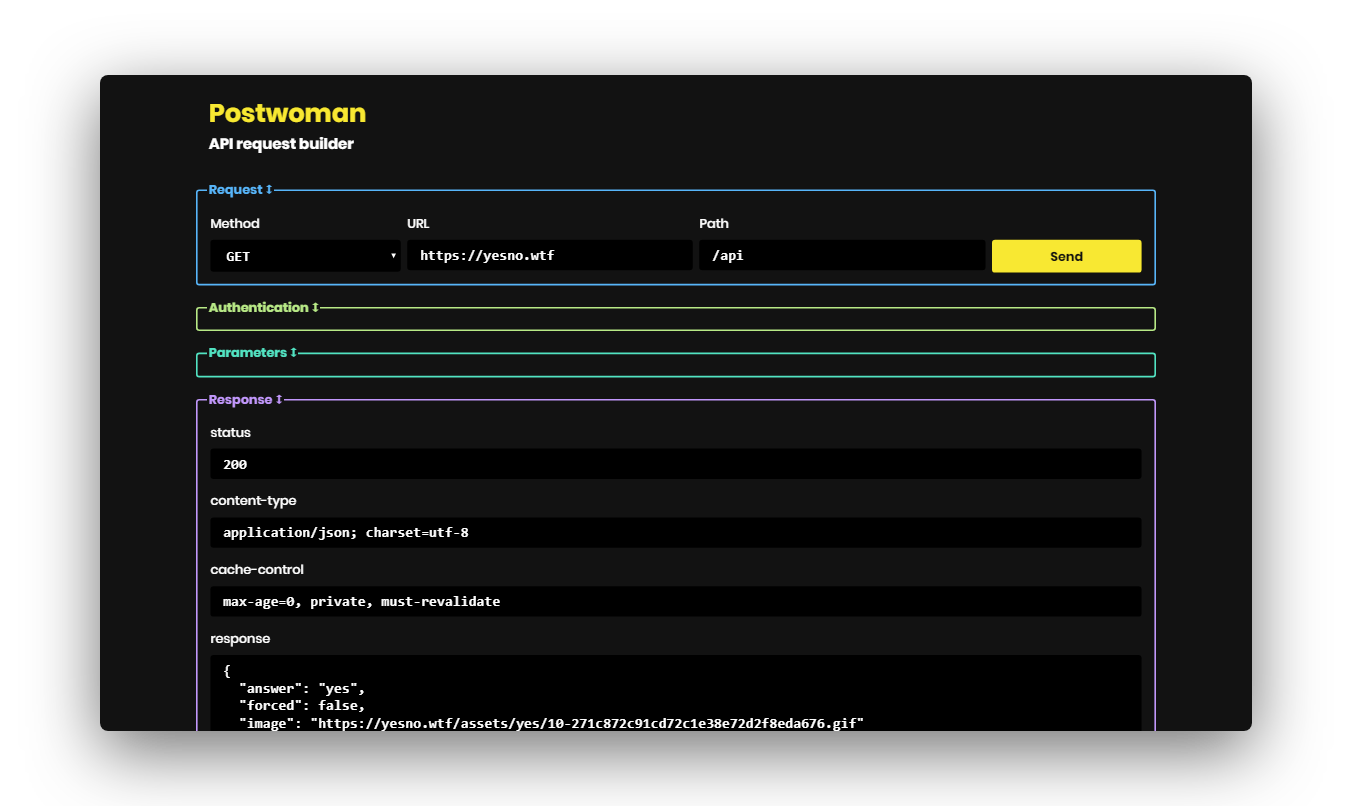 Postwoman
API request builder
Request ↕
Method URL Path
GET https://yesno.wtf /api Send
Authentication ↕
Parameters ↕
Response ↕
status
200
content-type
application/json; charset=utf-8
cache-control
max-age=0, private, must-revalidate
response
{
"answer": "yes",
"forced": false,
"image": "https://yesno.wtf/assets/yes/10-271c872c91cd72c1e38e72d2f8eda676.gif"